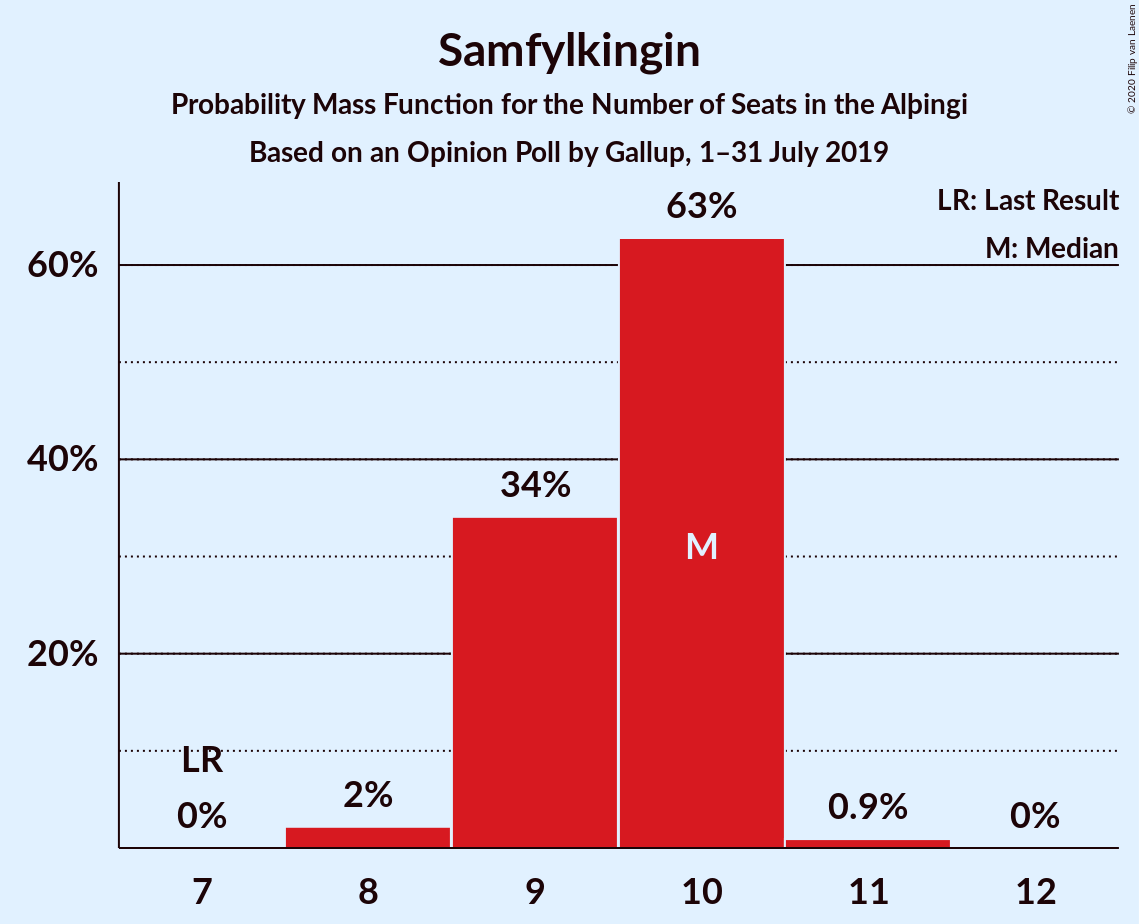 Samfylkingin
Probability Mass Function for the Number of Seats in the Alþingi
Based on an Opinion Poll by Gallup, 1–31 July 2019
© 2020 Filip van Laenen
LR: Last Result
M: Median
63%
60%
40%
34%
M
20%
LR
0%
2%
0.9%
0%
7 8 9 10 11 12